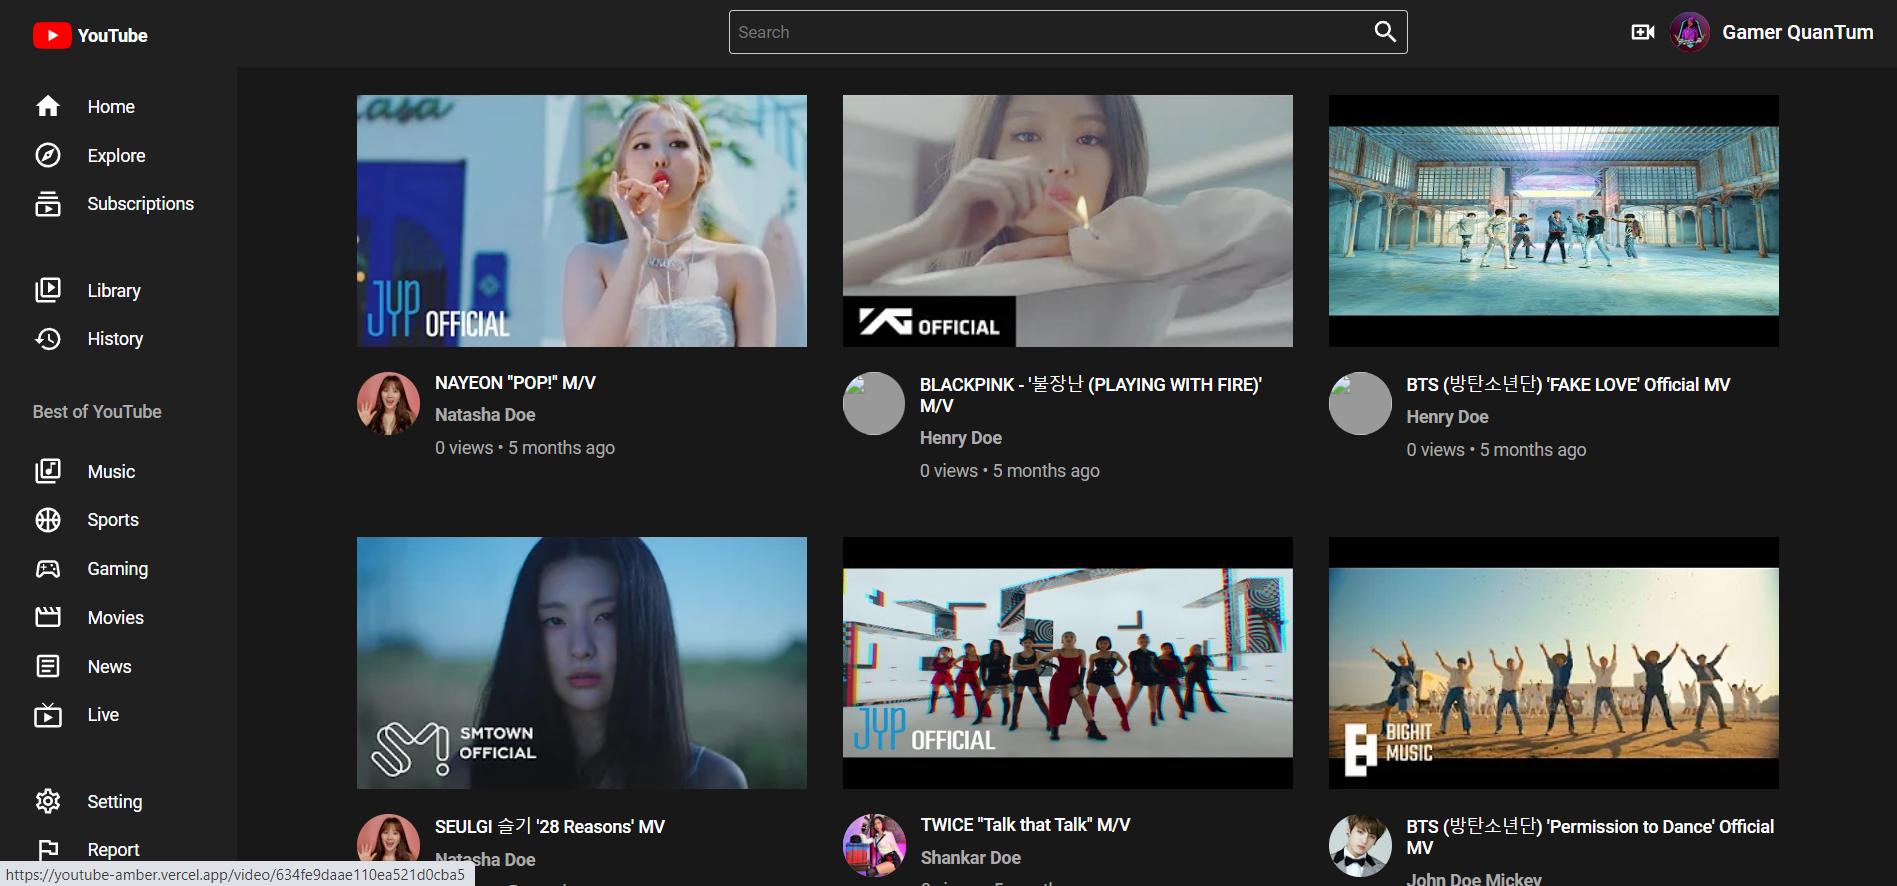 YouTube
Search
Gamer QuanTum
Home
Explore
Subscriptions
Library
History
Best of YouTube
Music
Sports
Gaming
Movies
News
Live
Setting
Report
casa
JYP OFFICIAL
NAYEON "POP!" M/V
Natasha Doe
0 views • 5 months ago
YG OFFICIAL
BLACKPINK - '불장난 (PLAYING WITH FIRE)'
M/V
Henry Doe
0 views • 5 months ago
BTS (방탄소년단) 'FAKE LOVE' Official MV
Henry Doe
0 views • 5 months ago
SMTOWN
OFFICIAL
SEULGI 슬기 '28 Reasons' MV
Natasha Doe
JYP OFFICIAL
TWICE "Talk that Talk" M/V
Shankar Doe
BIGHIT
MUSIC
BTS (방탄소년단) 'Permission to Dance' Official
MV
John Doe Mickey
https://youtube-amber.vercel.app/video/634fe9daae110ea521d0cba5